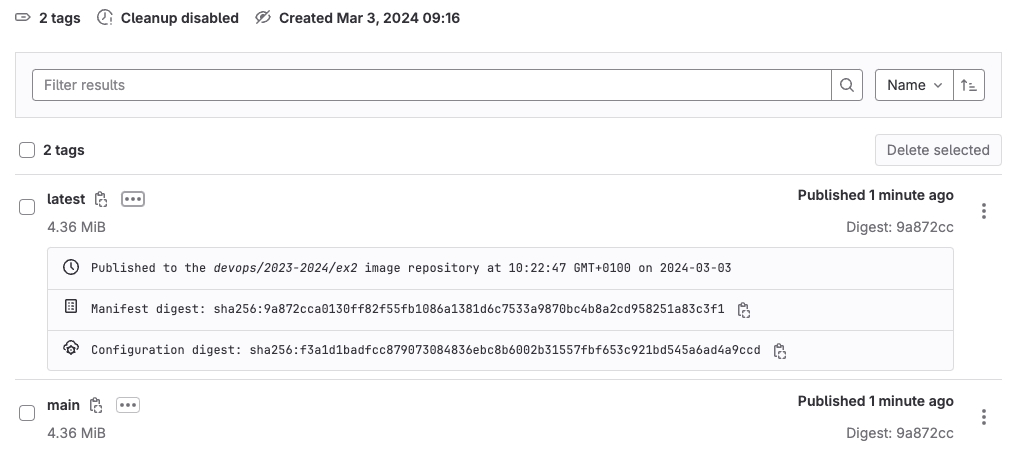 2 tags Cleanup disabled Created Mar 3, 2024 09:16
Filter results Name
2 tags Delete selected
latest Published 1 minute ago
4.36 MiB Digest: 9a872cc
Published to the devops/2023-2024/ex2 image repository at 10:22:47 GMT+0100 on 2024-03-03
Manifest digest: sha256:9a872cca0130ff82f55fb1086a1381d6c7533a9870bc4b8a2cd958251a83c3f1
Configuration digest: sha256:f3a1d1badfcc879073084836ebc8b6002b31557fbf653c921bd545a6ad4a9ccd
main Published 1 minute ago
4.36 MiB Digest: 9a872cc